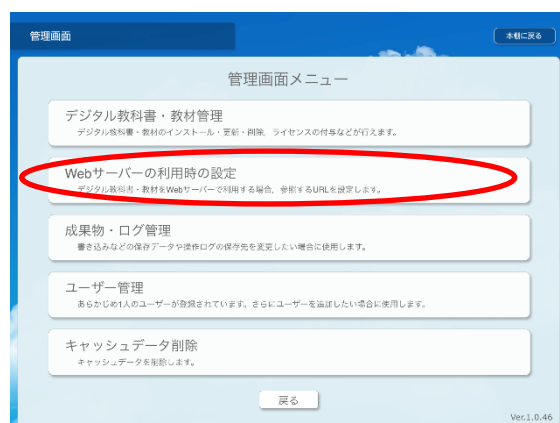 管理画面
本棚に戻る
管理画面メニュー
デジタル教科書・教材管理
デジタル教科書・教材のインストール・更新・削除、ライセンスの付与などが行えます。
Webサーバーの利用時の設定
デジタル教科書・教材をWebサーバーで利用する場合、参照するURLを設定します。
成果物・ログ管理
書き込みなどの保存データや操作ログの保存先を変更したい場合に使用します。
ユーザー管理
あらかじめ1人のユーザーが登録されています。さらにユーザーを追加したい場合に使用します。
キャッシュデータ削除
キャッシュデータを削除します。
戻る
Ver.1.0.46